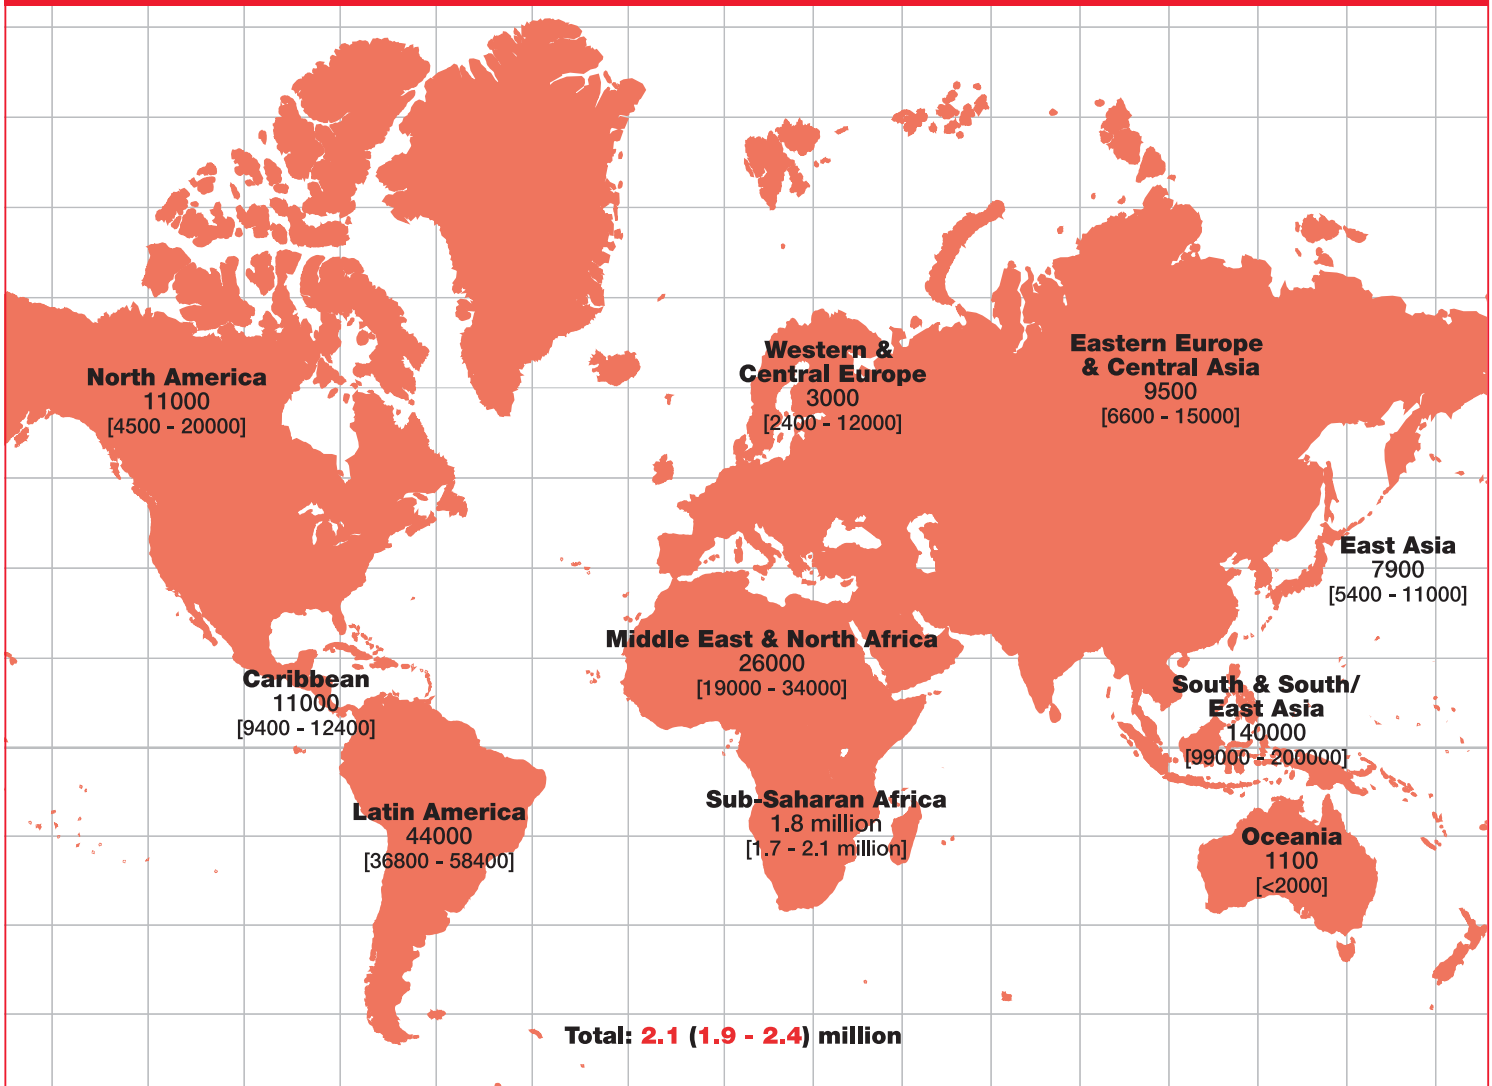 North America
11000
[4500 - 20000]
Western &
Central Europe
3000
[2400 - 12000]
Eastern Europe
& Central Asia
9500
[6600 - 15000]
East Asia
7900
[5400 - 11000]
Middle East & North Africa
26000
[19000 - 34000]
Caribbean
11000
[9400 - 12400]
South & South/
East Asia
140000
[99000 - 200000]
Latin America
44000
[36800 - 58400]
Sub-Saharan Africa
1.8 million
[1.7 - 2.1 million]
Oceania
1100
[<2000]
Total: 2.1 (1.9 - 2.4) million